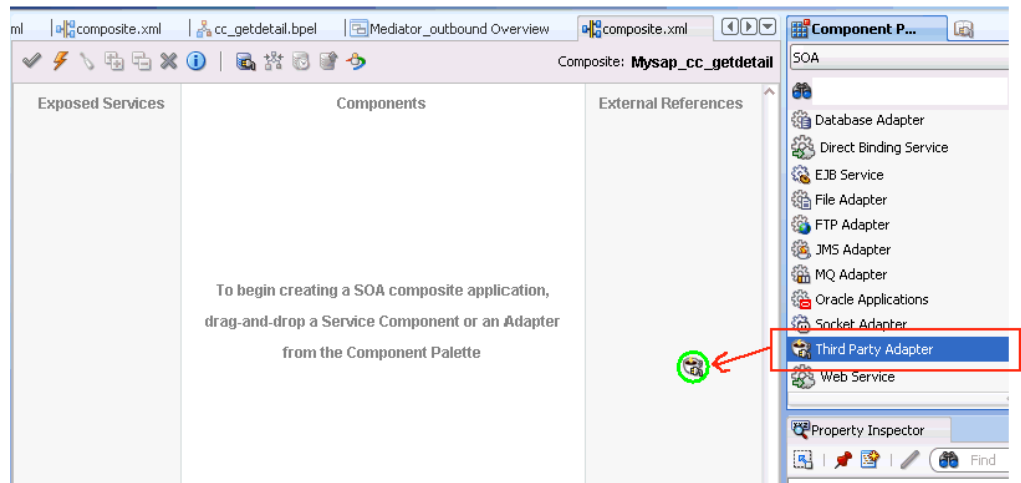 ml composite.xml cc_getdetail.bpel Mediator_outbound Overview composite.xml
Composite: Mysap_cc_getdetail
Exposed Services Components External References
To begin creating a SOA composite application,
drag-and-drop a Service Component or an Adapter
from the Component Palette
Component P...
SOA
Database Adapter
Direct Binding Service
EJB Service
File Adapter
FTP Adapter
JMS Adapter
MQ Adapter
Oracle Applications
Socket Adapter
Third Party Adapter
Web Service
Property Inspector
Find